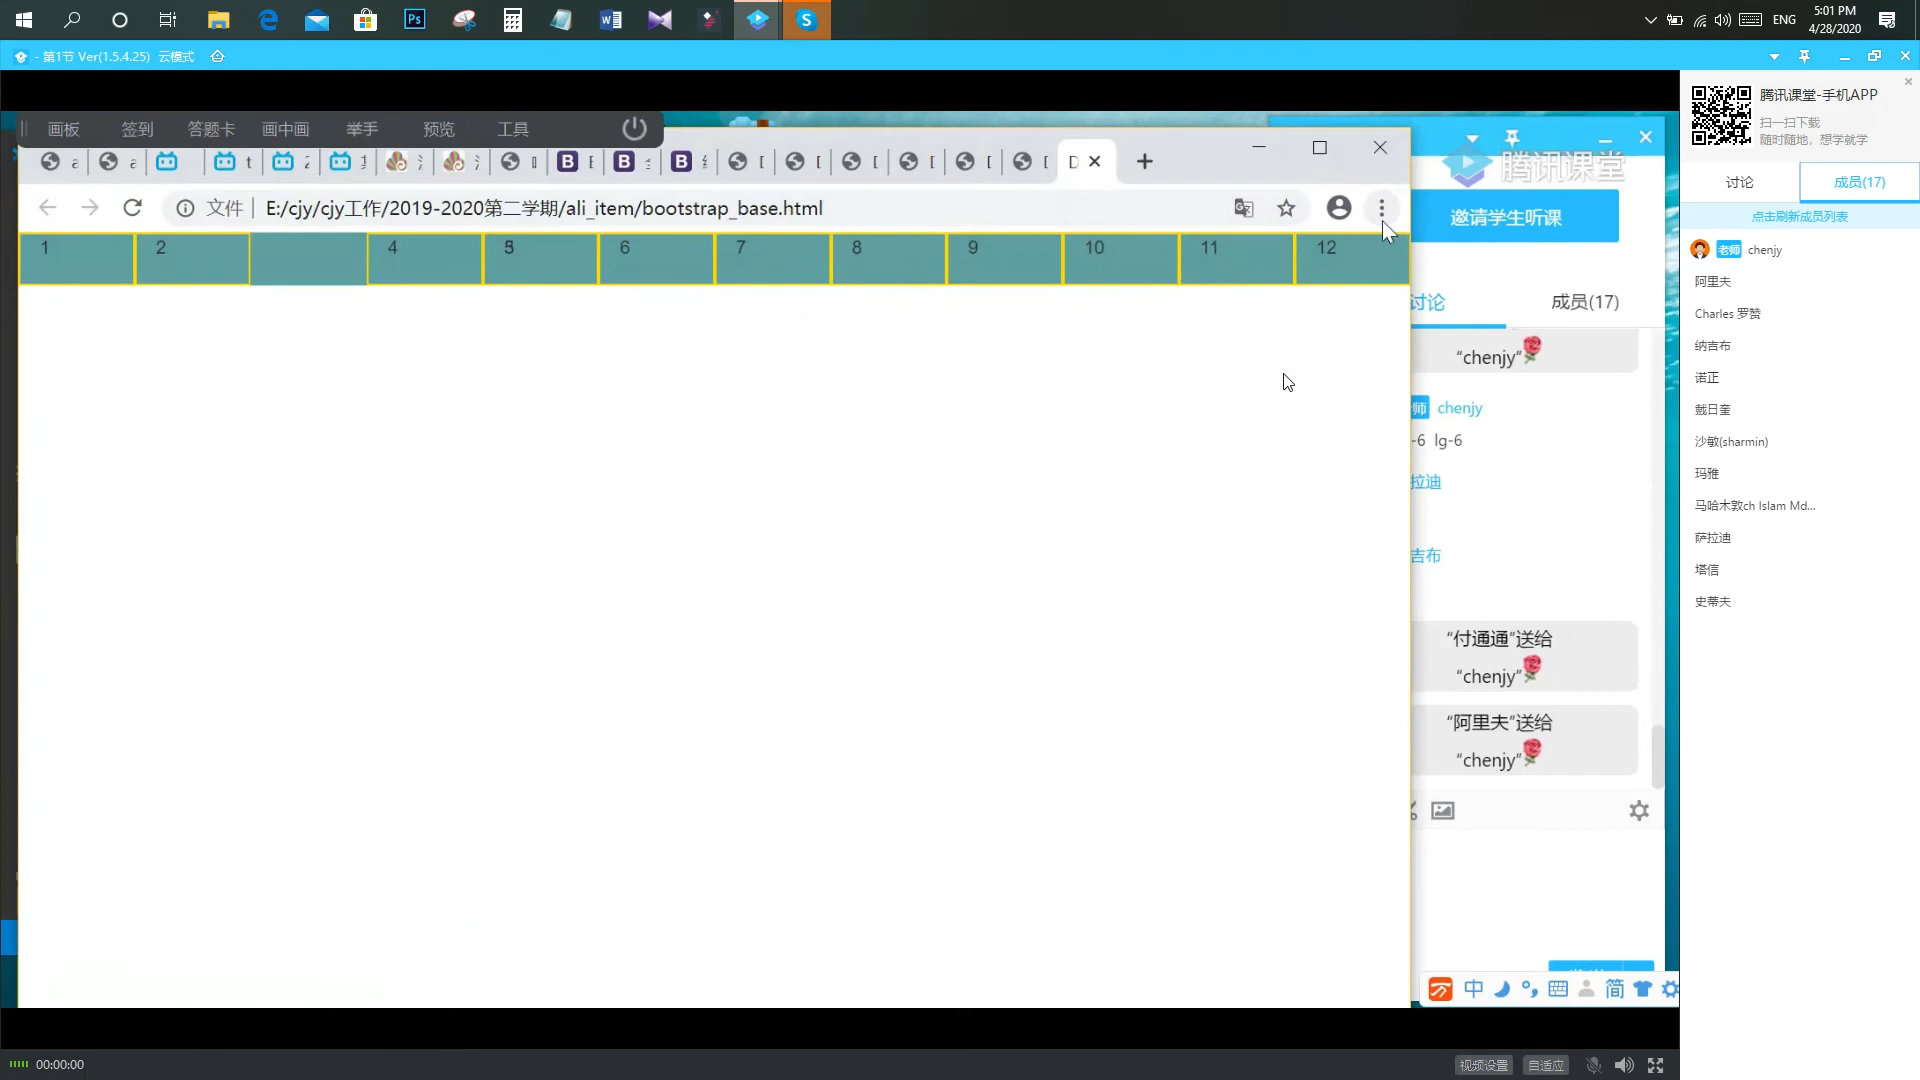 5:01 PM
ENG
4/28/2020
- 第1节 Ver(1.5.4.25) 云模式
腾讯课堂-手机APP
扫一扫下载
随时随地，想学就学
画板 签到 答题卡 画中画 举手 预览 工具
腾讯课堂
讨论 成员(17)
文件 E:/cjy/cjy工作/2019-2020第二学期/ali_item/bootstrap_base.html
邀请学生听课
点击刷新成员列表
1 2 4 5 6 7 8 9 10 11 12
老师 chenjy
阿里夫
讨论 成员(17)
Charles 罗赞
纳吉布
“chenjy”
诺正
师 chenjy
戴日奎
-6 lg-6
沙敏(sharmin)
拉迪
玛雅
马哈木敦ch Islam Md...
萨拉迪
吉布
塔信
史蒂夫
“付通通”送给
“chenjy”
“阿里夫”送给
“chenjy”
中 简
00:00:00
视频设置 自适应